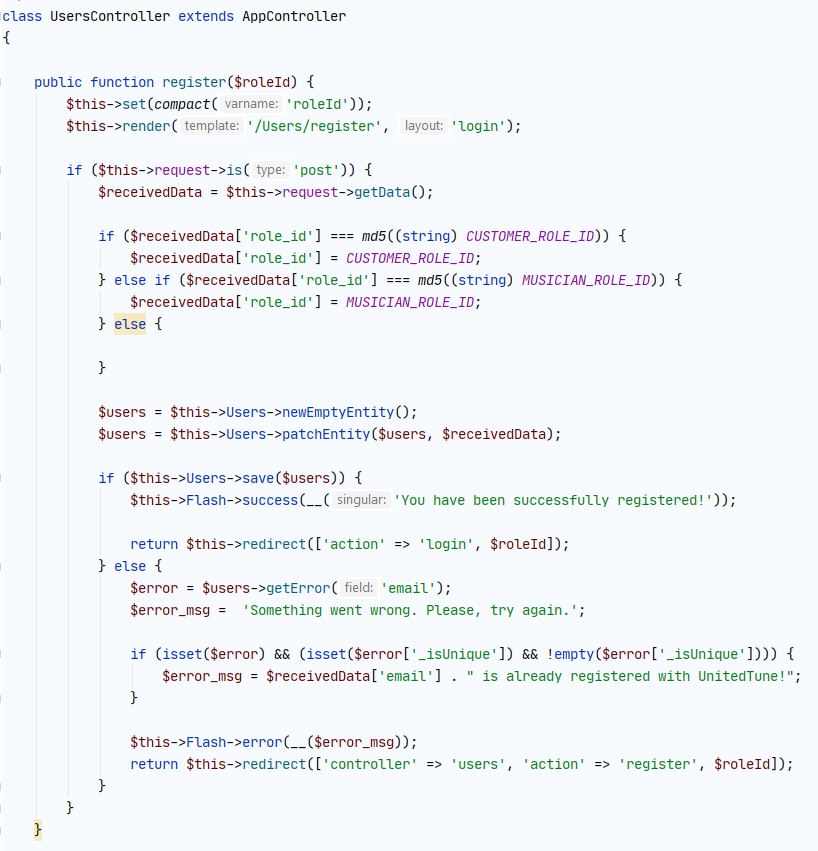 class UsersController extends AppController
{
public function register($roleId) {
$this->set(compact( varname: 'roleId'));
$this->render( template: '/Users/register', layout: 'login');
if ($this->request->is( type: 'post')) {
$receivedData = $this->request->getData();
if ($receivedData['role_id'] === md5((string) CUSTOMER_ROLE_ID)) {
$receivedData['role_id'] = CUSTOMER_ROLE_ID;
} else if ($receivedData['role_id'] === md5((string) MUSICIAN_ROLE_ID)) {
$receivedData['role_id'] = MUSICIAN_ROLE_ID;
} else {
}
$users = $this->Users->newEmptyEntity();
$users = $this->Users->patchEntity($users, $receivedData);
if ($this->Users->save($users)) {
$this->Flash->success(__( singular: 'You have been successfully registered!'));
return $this->redirect(['action' => 'login', $roleId]);
} else {
$error = $users->getError( field: 'email');
$error_msg =  'Something went wrong. Please, try again.';
if (isset($error) && (isset($error['_isUnique']) && !empty($error['_isUnique']))) {
$error_msg = $receivedData['email'] . " is already registered with UnitedTune!";
}
$this->Flash->error(__($error_msg));
return $this->redirect(['controller' => 'users', 'action' => 'register', $roleId]);
}
}
}